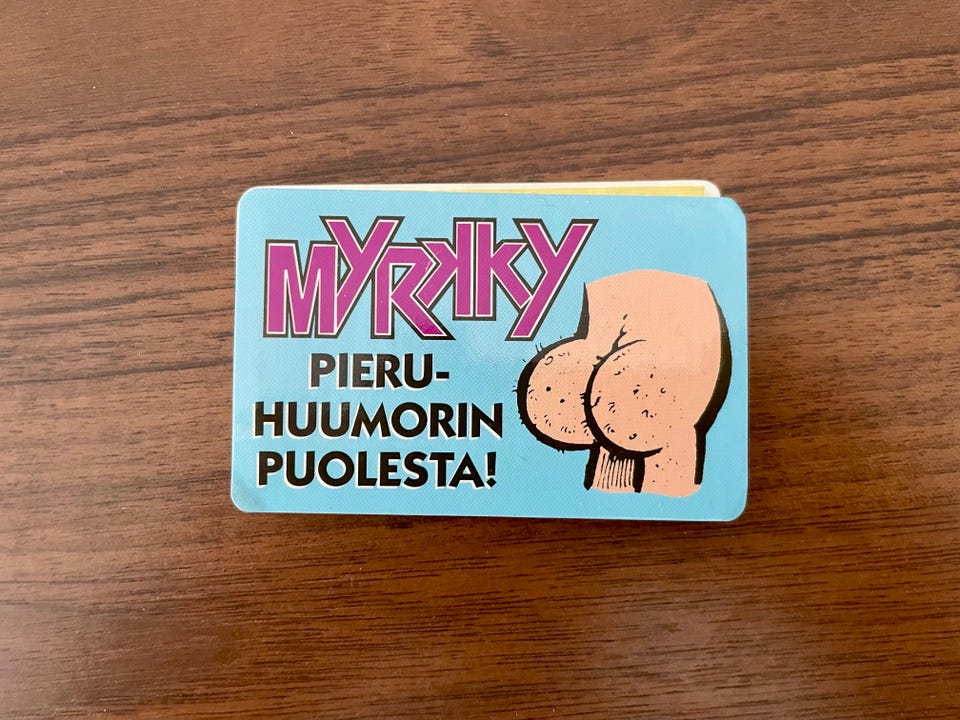 MYRKKY
PIERU-
HUUMORIN
PUOLESTA!